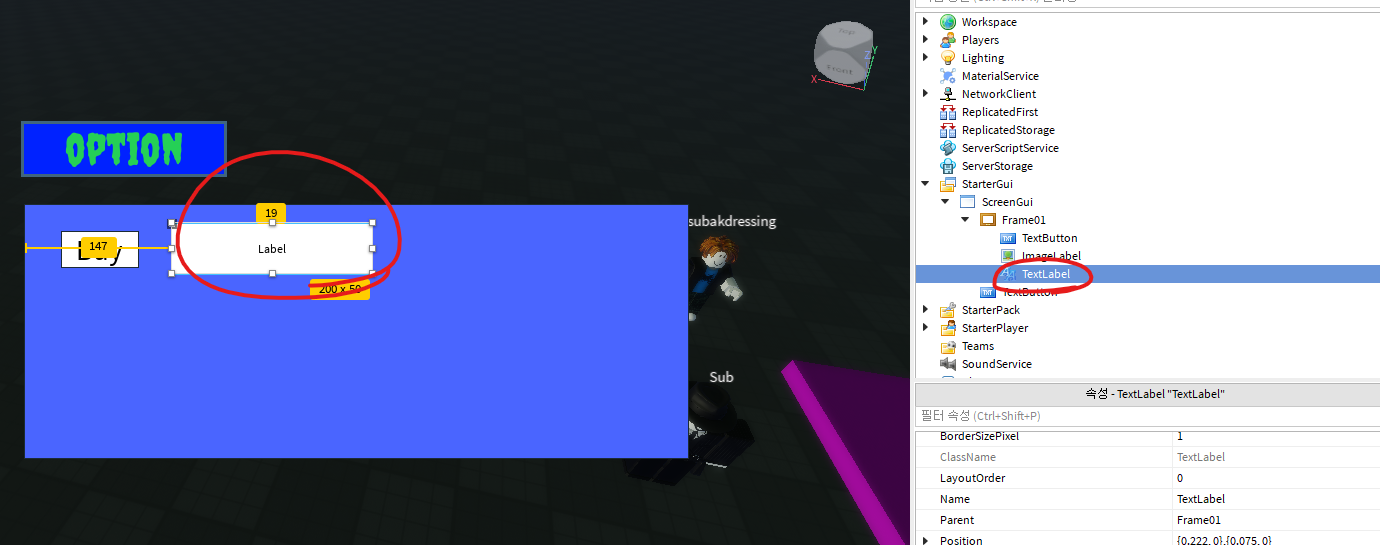 Workspace
Players
Lighting
MaterialService
NetworkClient
ReplicatedFirst
ReplicatedStorage
ServerScriptService
ServerStorage
StarterGui
ScreenGui
Frame01
TextButton
ImageLabel
TextLabel
TextButton
StarterPack
StarterPlayer
Teams
SoundService
속성 - TextLabel "TextLabel"
필터 속성 (Ctrl+Shift+P)
BorderSizePixel 1
ClassName TextLabel
LayoutOrder 0
Name TextLabel
Parent Frame01
Position {0.222, 0},{0.075, 0}
X
Y
Z
OPTION
19
147
Label
200 x 50
subakdressing
Sub